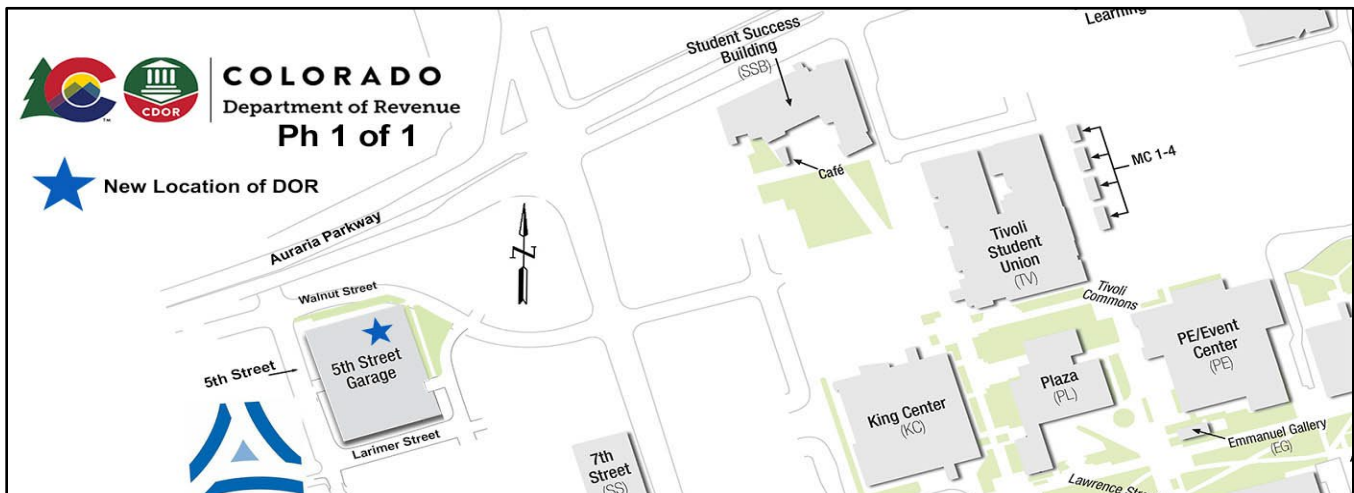 COLORADO
Department of Revenue
Ph 1 of 1
CDOR
TM
New Location of DOR
Learning
Student Success
Building
(SSB)
Café
MC 1-4
Auraria Parkway
N
Tivoli
Student
Union
(TV)
Tivoli
Commons
Walnut Street
5th Street
5th Street
Garage
Larimer Street
PE/Event
Center
(PE)
Plaza
(PL)
King Center
(KC)
Emmanuel Gallery
(EG)
7th
Street
(SS)